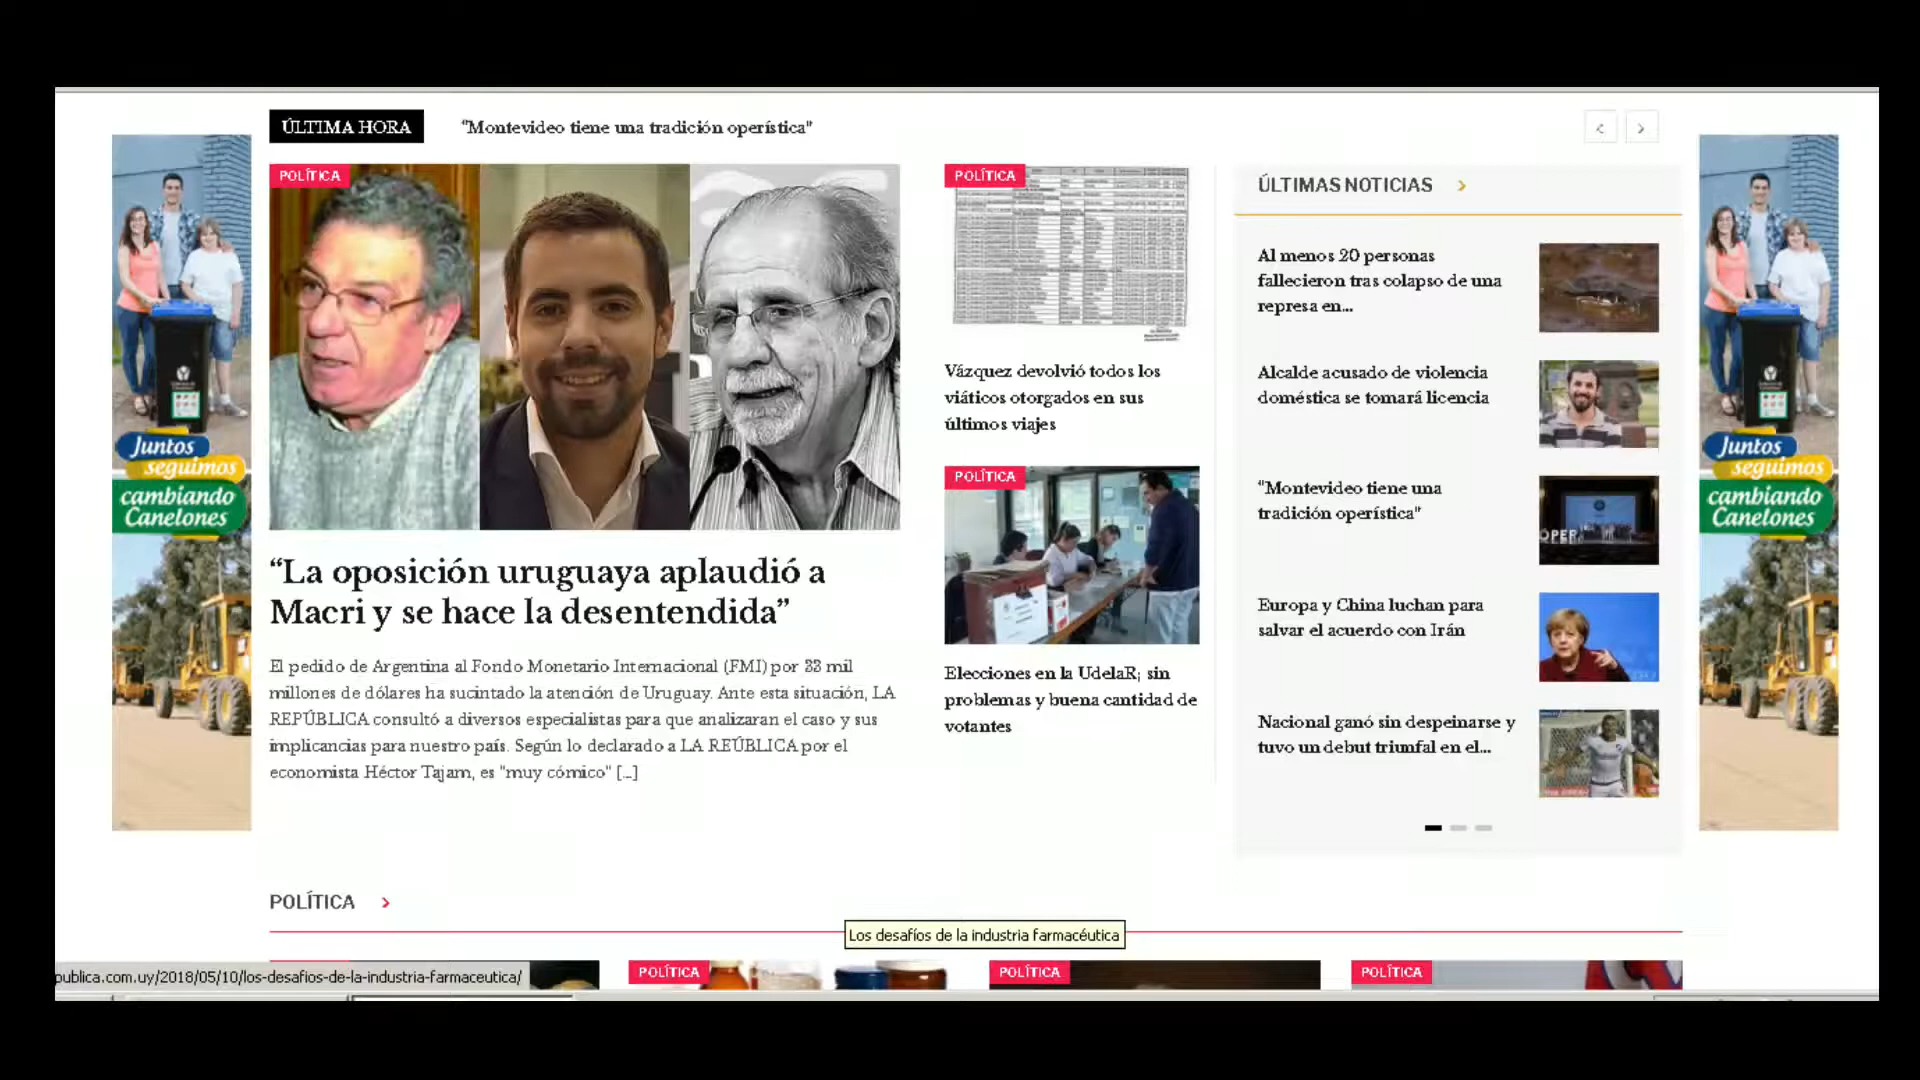 ÚLTIMA HORA
"Montevideo tiene una tradición operística"
POLÍTICA
“La oposición uruguaya aplaudió a
Macri y se hace la desentendida”
El pedido de Argentina al Fondo Monetario Internacional (FMI) por 33 mil
millones de dólares ha sucintado la atención de Uruguay. Ante esta situación, LA
REPÚBLICA consultó a diversos especialistas para que analizaran el caso y sus
implicancias para nuestro país. Según lo declarado a LA REÚBLICA por el
economista Héctor Tajam, es "muy cómico" [...]
POLÍTICA
Vázquez devolvió todos los
viáticos otorgados en sus
últimos viajes
POLÍTICA
Elecciones en la UdelaR; sin
problemas y buena cantidad de
votantes
ÚLTIMAS NOTICIAS
Al menos 20 personas
fallecieron tras colapso de una
represa en...
Alcalde acusado de violencia
doméstica se tomará licencia
"Montevideo tiene una
tradición operística"
ÓPER
Europa y China luchan para
salvar el acuerdo con Irán
Nacional ganó sin despeinarse y
tuvo un debut triunfal en el...
Juntos
seguimos
cambiando
Canelones
Juntos
seguimos
cambiando
Canelones
POLÍTICA
Los desafíos de la industria farmacéutica
publica.com.uy/2018/05/10/los-desafios-de-la-industria-farmaceutica/
POLÍTICA
POLÍTICA
POLÍTICA